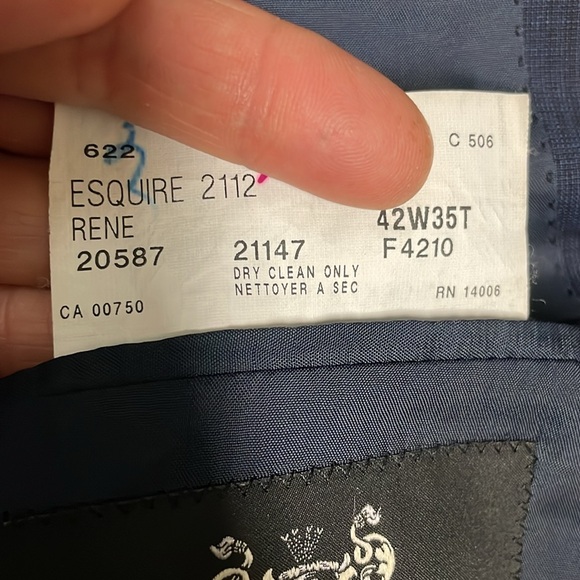 622 C 506
ESQUIRE 2112
RENE 42W35T
20587 21147 F4210
DRY CLEAN ONLY
NETTOYER A SEC
CA 00750 RN 14006